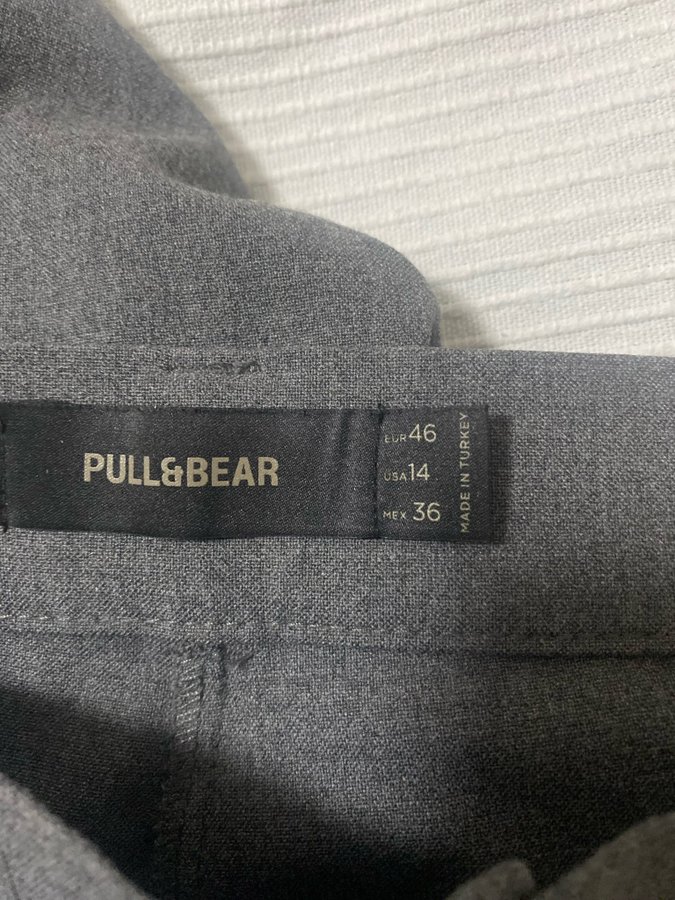 PULL&BEAR
EUR 46
USA 14
MEX 36
MADE IN TURKEY